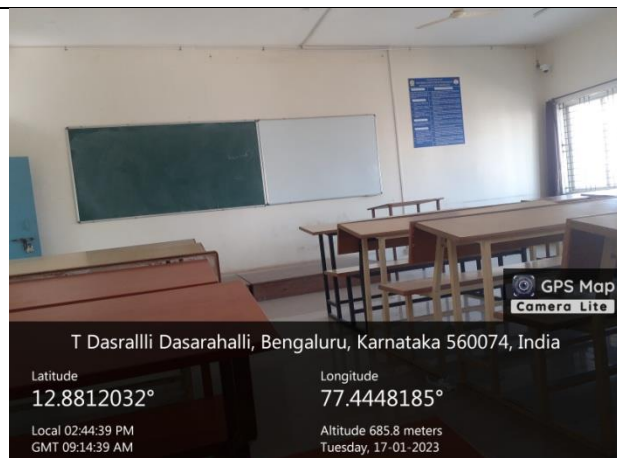 GPS Map
Camera Lite
T Dasrallli Dasarahalli, Bengaluru, Karnataka 560074, India
Latitude
12.8812032°
Longitude
77.4448185°
Local 02:44:39 PM
GMT 09:14:39 AM
Altitude 685.8 meters
Tuesday, 17-01-2023